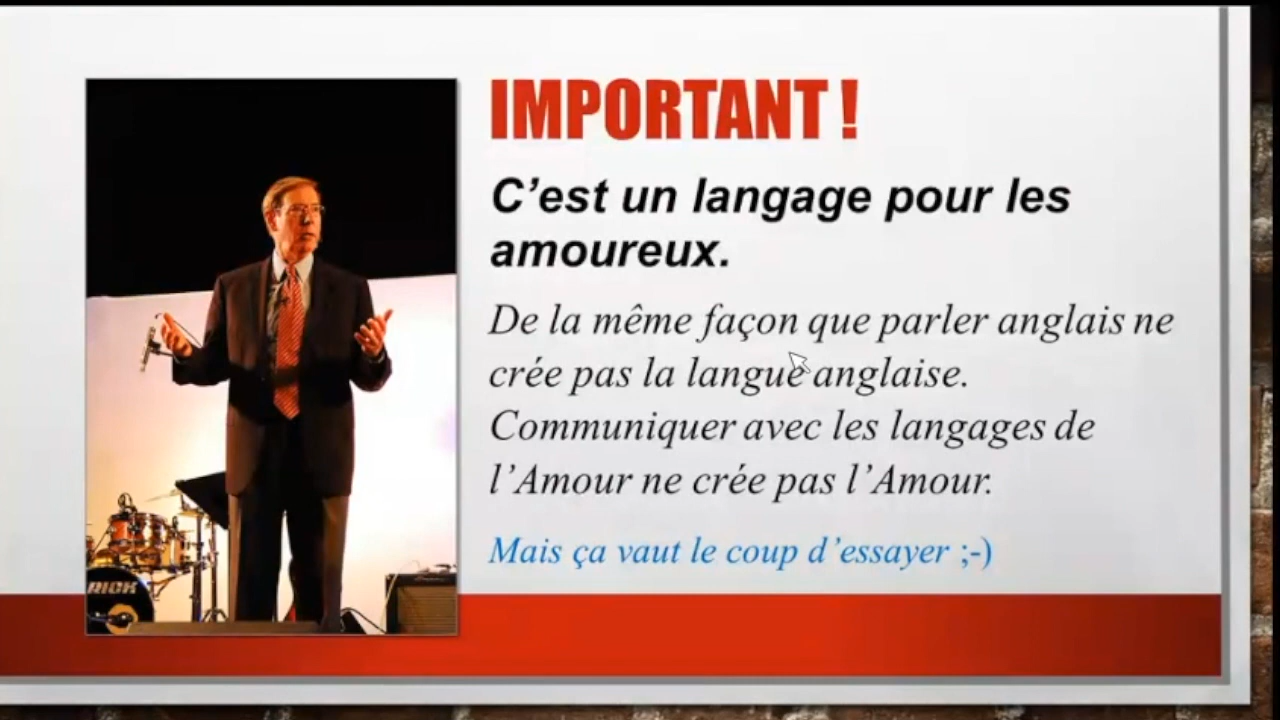 IMPORTANT !
C’est un langage pour les
amoureux.
De la même façon que parler anglais ne
crée pas la langue anglaise.
Communiquer avec les langages de
l’Amour ne crée pas l’Amour.
Mais ça vaut le coup d’essayer ;-)
RICK